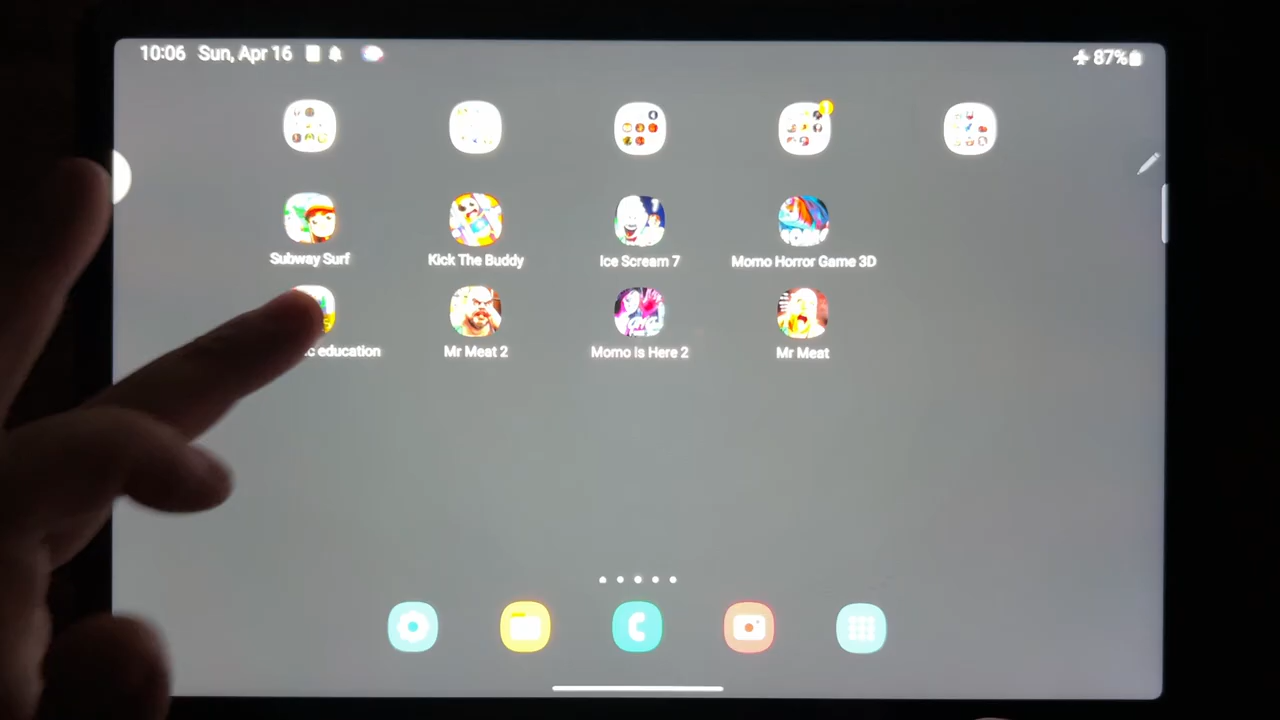 10:06 Sun, Apr 16
87%
Subway Surf
Kick The Buddy
Ice Scream 7
Momo Horror Game 3D
education
Mr Meat 2
Momo Is Here 2
Mr Meat